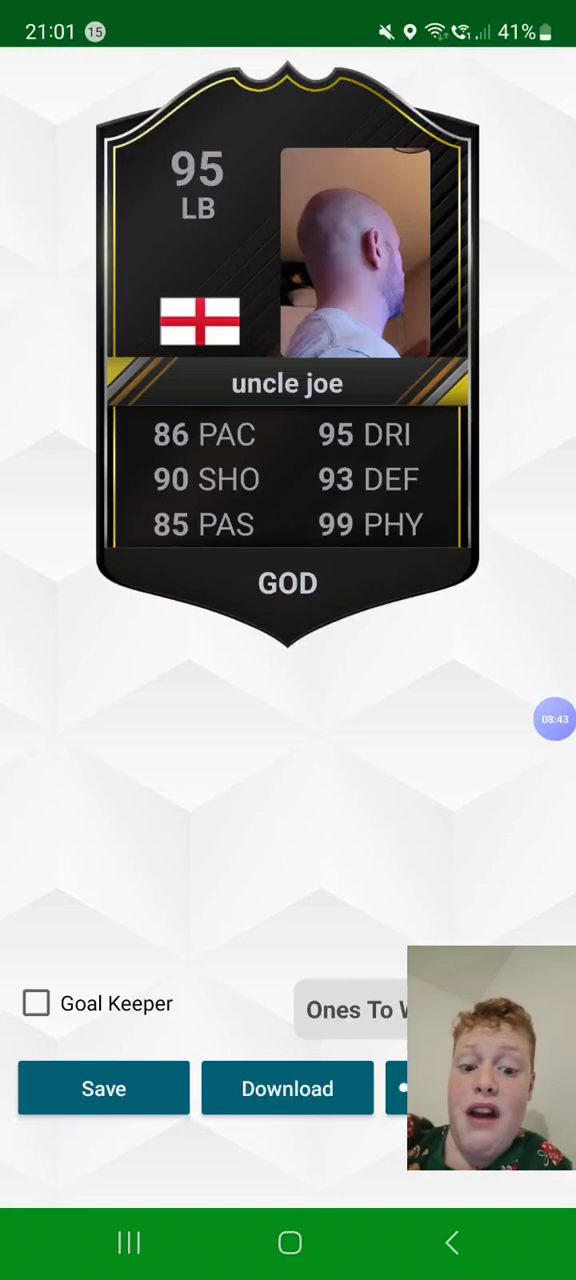 21:01 15 41%
95
LB
uncle joe
86 PAC 95 DRI
90 SHO 93 DEF
85 PAS 99 PHY
GOD
08:43
Goal Keeper
Ones To
Save Download